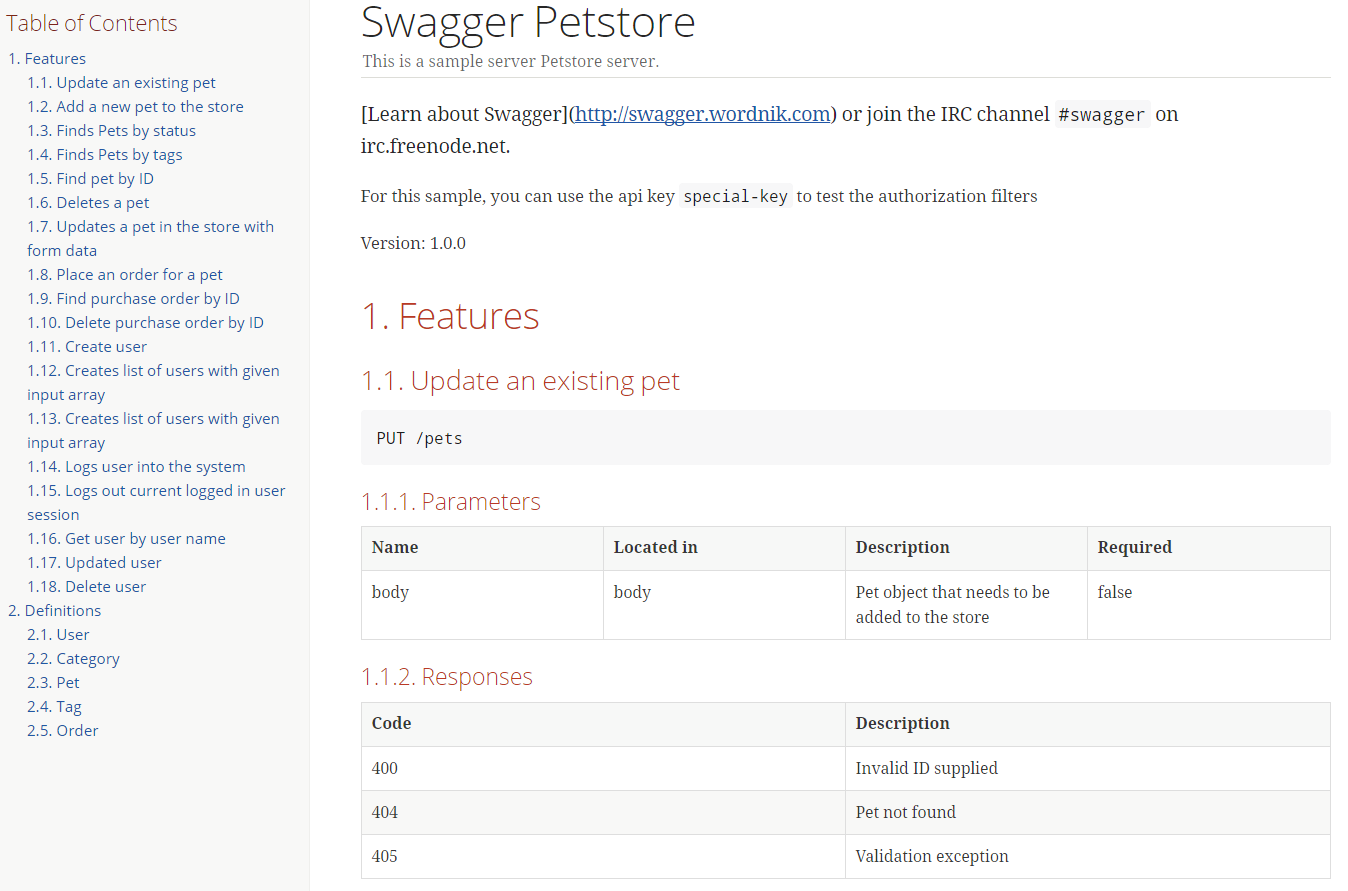 Table of Contents
1. Features
1.1. Update an existing pet
1.2. Add a new pet to the store
1.3. Finds Pets by status
1.4. Finds Pets by tags
1.5. Find pet by ID
1.6. Deletes a pet
1.7. Updates a pet in the store with
form data
1.8. Place an order for a pet
1.9. Find purchase order by ID
1.10. Delete purchase order by ID
1.11. Create user
1.12. Creates list of users with given
input array
1.13. Creates list of users with given
input array
1.14. Logs user into the system
1.15. Logs out current logged in user
session
1.16. Get user by user name
1.17. Updated user
1.18. Delete user
2. Definitions
2.1. User
2.2. Category
2.3. Pet
2.4. Tag
2.5. Order
Swagger Petstore
This is a sample server Petstore server.
[Learn about Swagger](http://swagger.wordnik.com) or join the IRC channel #swagger on
irc.freenode.net.
For this sample, you can use the api key special-key to test the authorization filters
Version: 1.0.0
1. Features
1.1. Update an existing pet
PUT /pets
1.1.1. Parameters
Name Located in Description Required
body body Pet object that needs to be false
added to the store
1.1.2. Responses
Code Description
400 Invalid ID supplied
404 Pet not found
405 Validation exception